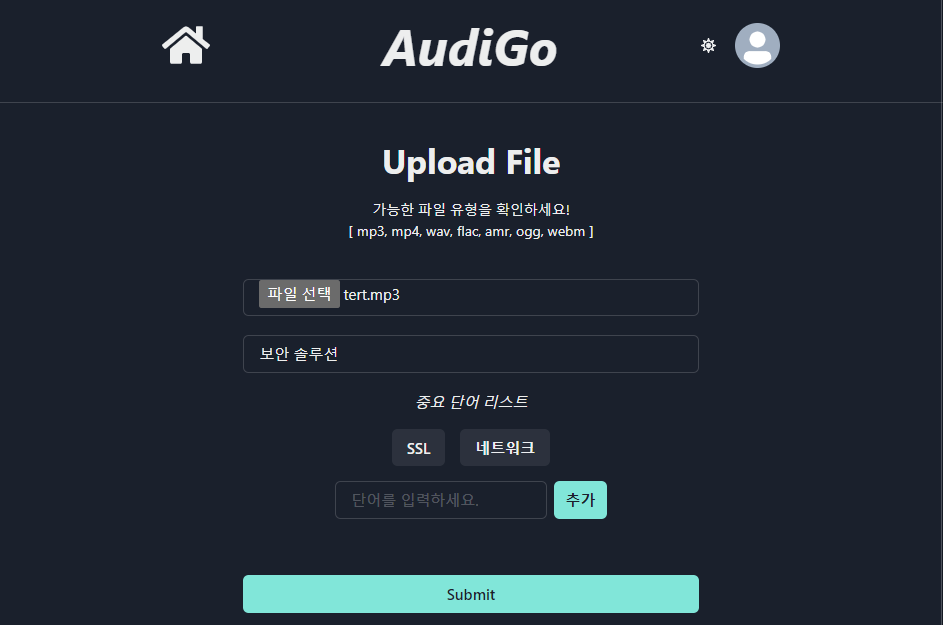 AudiGo
Upload File
가능한 파일 유형을 확인하세요!
[ mp3, mp4, wav, flac, amr, ogg, webm ]
파일 선택 tert.mp3
보안 솔루션
중요 단어 리스트
SSL 네트워크
단어를 입력하세요. 추가
Submit